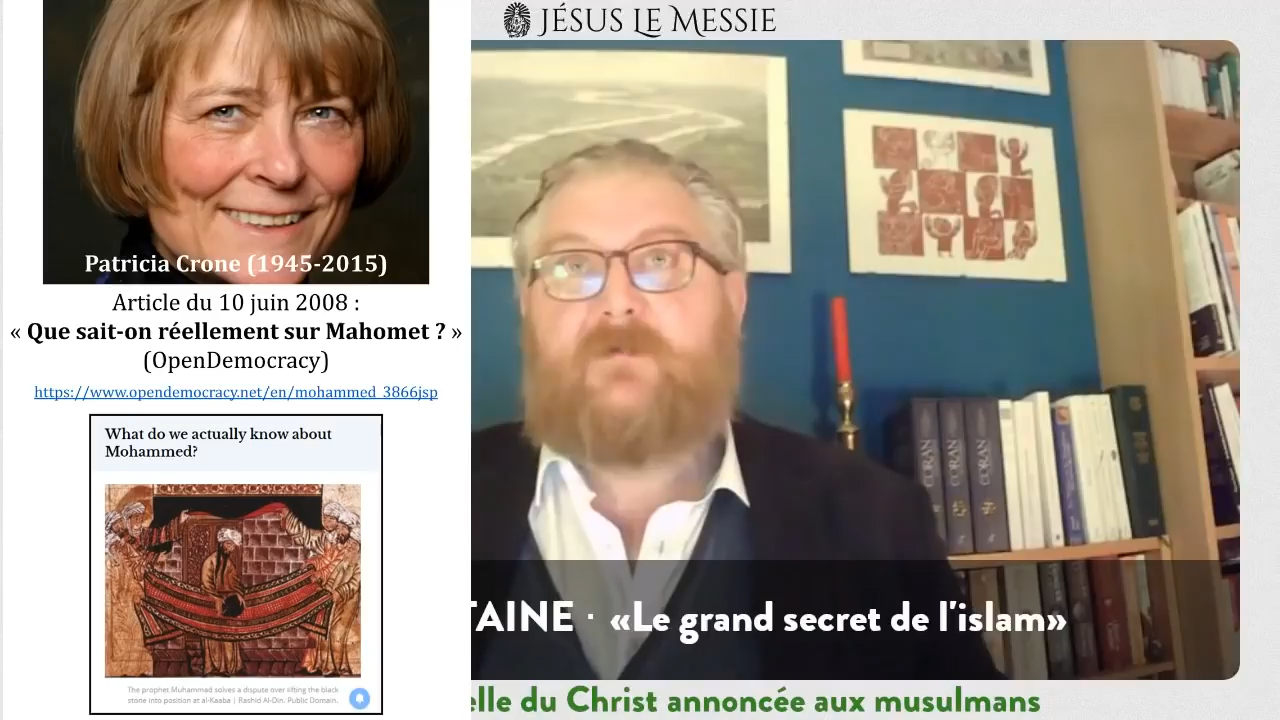 JÉSUS LE MESSIE
Patricia Crone (1945-2015)
Article du 10 juin 2008 :
« Que sait-on réellement sur Mahomet ? »
(OpenDemocracy)
https://www.opendemocracy.net/en/mohammed_3866jsp
What do we actually know about
Mohammed?
The prophet Muhammad solves a dispute over lifting the black
stone into position at al-Kaaba | Rashid Al-Din. Public Domain.
CORAN
CORAN
CORAN
TAINE · «Le grand secret de l'islam»
elle du Christ annoncée aux musulmans